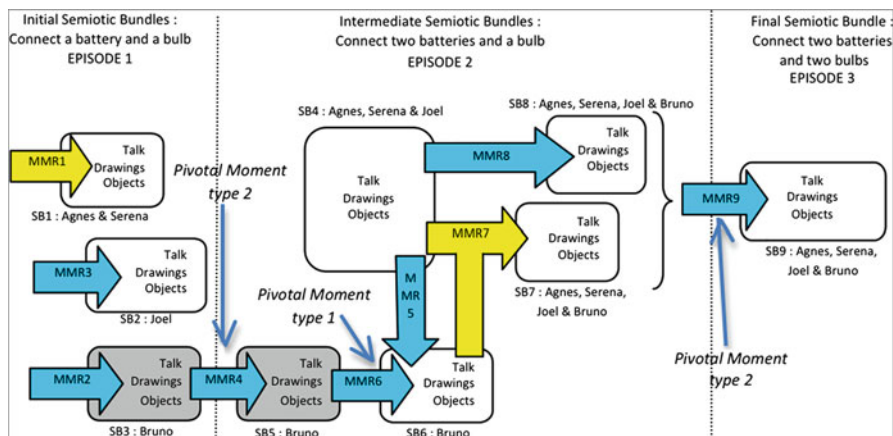 Initial Semiotic Bundles :
Connect a battery and a bulb
EPISODE 1
Intermediate Semiotic Bundles :
Connect two batteries and a bulb
EPISODE 2
Final Semiotic Bundle :
Connect two batteries
and two bulbs
EPISODE 3
SB4 : Agnes, Serena & Joel
SB8 : Agnes, Serena, Joel & Bruno
MMR1
Talk
Drawings
Objects
SB1 : Agnes & Serena
Pivotal Moment
type 2
Talk
Drawings
Objects
MMR8
Talk
Drawings
Objects
MMR9
Talk
Drawings
Objects
SB9 : Agnes, Serena,
Joel & Bruno
MMR3
Talk
Drawings
Objects
SB2 : Joel
MMR7
Talk
Drawings
Objects
SB7 : Agnes, Serena,
Joel & Bruno
M
MR
5
Pivotal Moment
type 1
Pivotal Moment
type 2
MMR2
Talk
Drawings
Objects
SB3 : Bruno
MMR4
Talk
Drawings
Objects
SB5 : Bruno
MMR6
Talk
Drawings
Objects
SB6 : Bruno